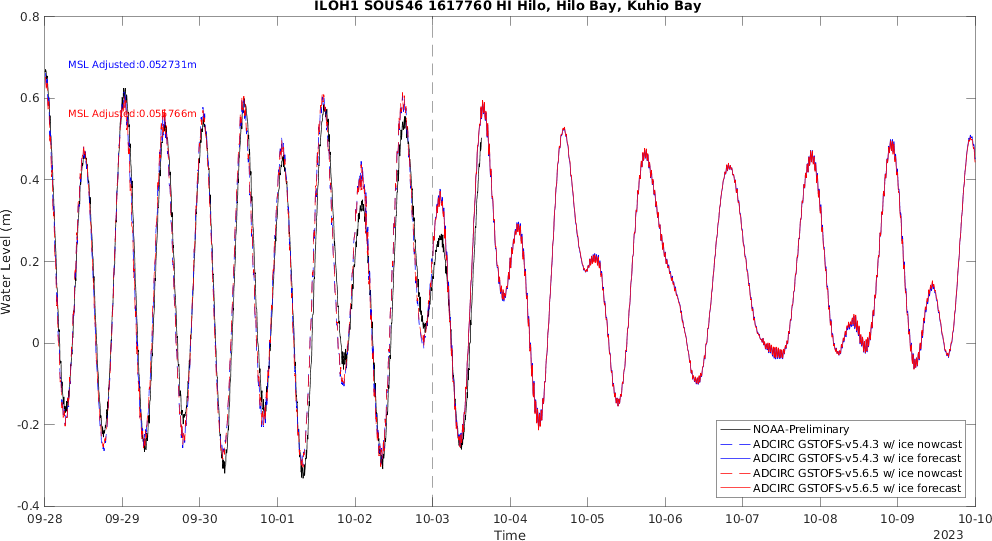 ILOH1 SOUS46 1617760 HI Hilo, Hilo Bay, Kuhio Bay
0.8
0.6
0.4
0.2
0
-0.2
-0.4
Water Level (m)
MSL Adjusted:0.052731m
MSL Adjusted:0.055766m
NOAA-Preliminary
ADCIRC GSTOFS-v5.4.3 w/ ice nowcast
ADCIRC GSTOFS-v5.4.3 w/ ice forecast
ADCIRC GSTOFS-v5.6.5 w/ ice nowcast
ADCIRC GSTOFS-v5.6.5 w/ ice forecast
09-28 09-29 09-30 10-01 10-02 10-03 10-04 10-05 10-06 10-07 10-08 10-09 10-10
Time
2023